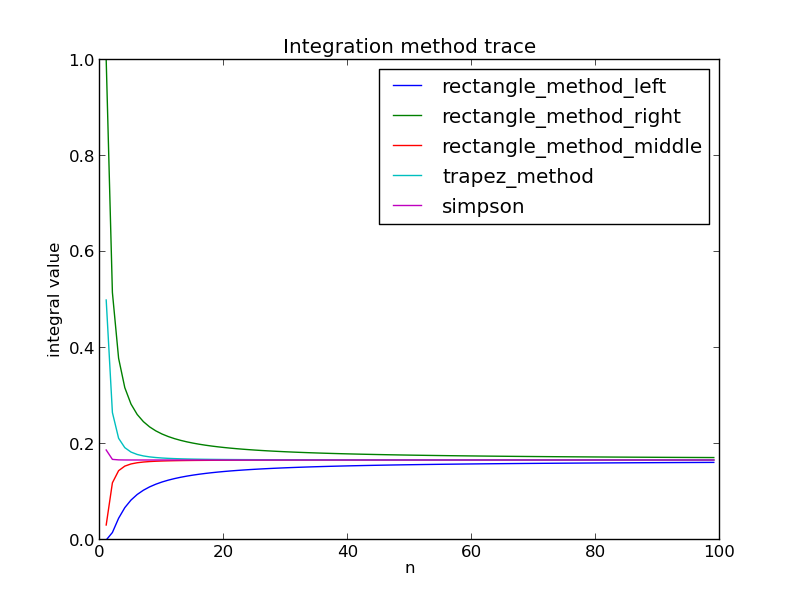 Integration method trace
rectangle_method_left
rectangle_method_right
rectangle_method_middle
trapez_method
simpson
integral value
1.0
0.8
0.6
0.4
0.2
0.0
0 20 40 60 80 100
n